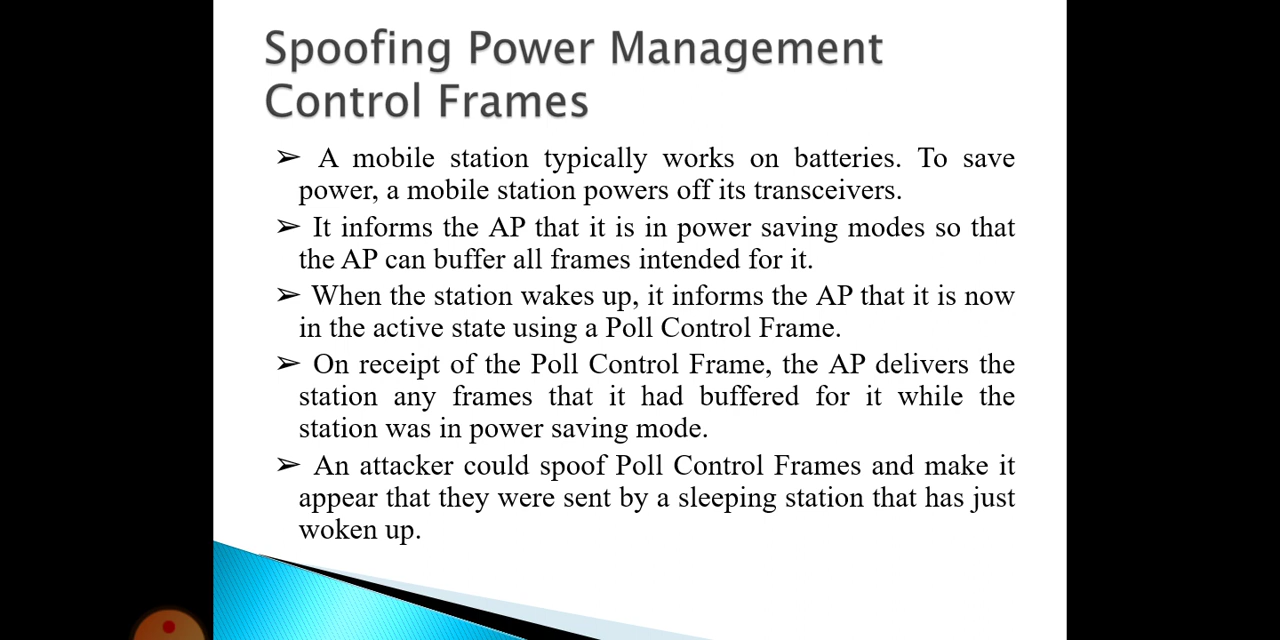 Spoofing Power Management
Control Frames
➢ A mobile station typically works on batteries. To save
power, a mobile station powers off its transceivers.
➢ It informs the AP that it is in power saving modes so that
the AP can buffer all frames intended for it.
➢ When the station wakes up, it informs the AP that it is now
in the active state using a Poll Control Frame.
➢ On receipt of the Poll Control Frame, the AP delivers the
station any frames that it had buffered for it while the
station was in power saving mode.
➢ An attacker could spoof Poll Control Frames and make it
appear that they were sent by a sleeping station that has just
woken up.